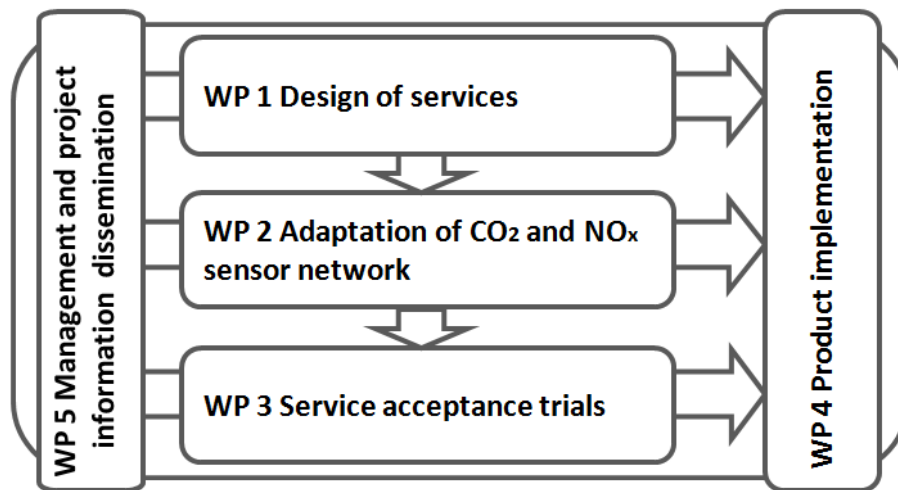 WP 5 Management and project
information dissemination
WP 1 Design of services
WP 2 Adaptation of CO₂ and NOₓ
sensor network
WP 3 Service acceptance trials
WP 4 Product implementation